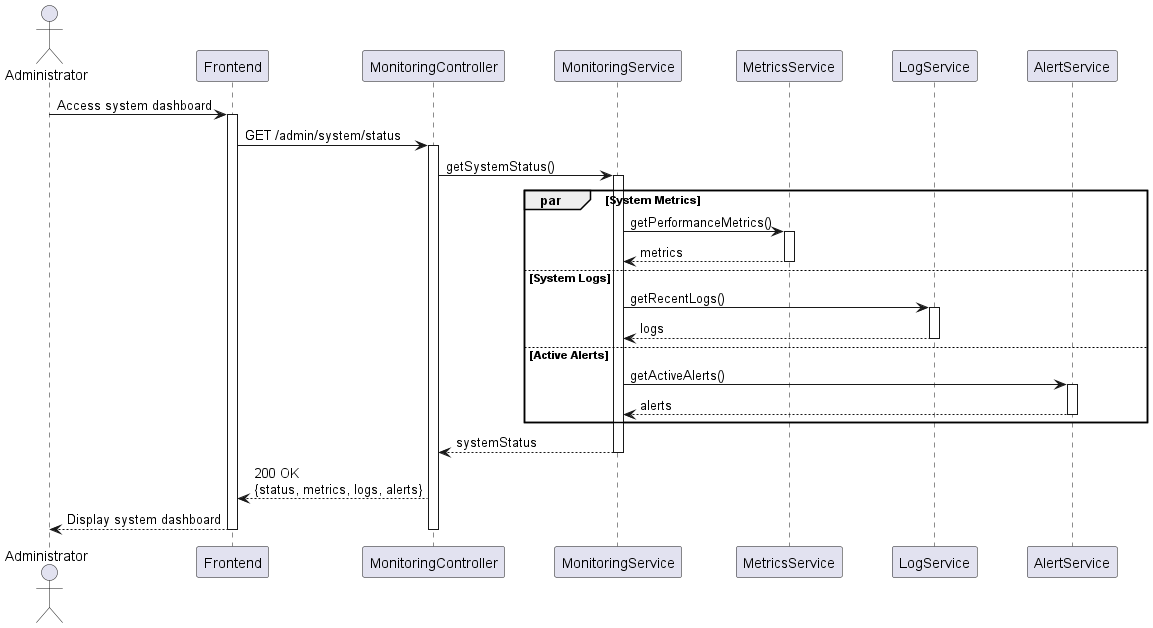 Administrator
Frontend
MonitoringController
MonitoringService
MetricsService
LogService
AlertService
Access system dashboard
GET /admin/system/status
getSystemStatus()
par
[System Metrics]
getPerformanceMetrics()
metrics
[System Logs]
getRecentLogs()
logs
[Active Alerts]
getActiveAlerts()
alerts
systemStatus
200 OK
{status, metrics, logs, alerts}
Display system dashboard
Administrator
Frontend
MonitoringController
MonitoringService
MetricsService
LogService
AlertService